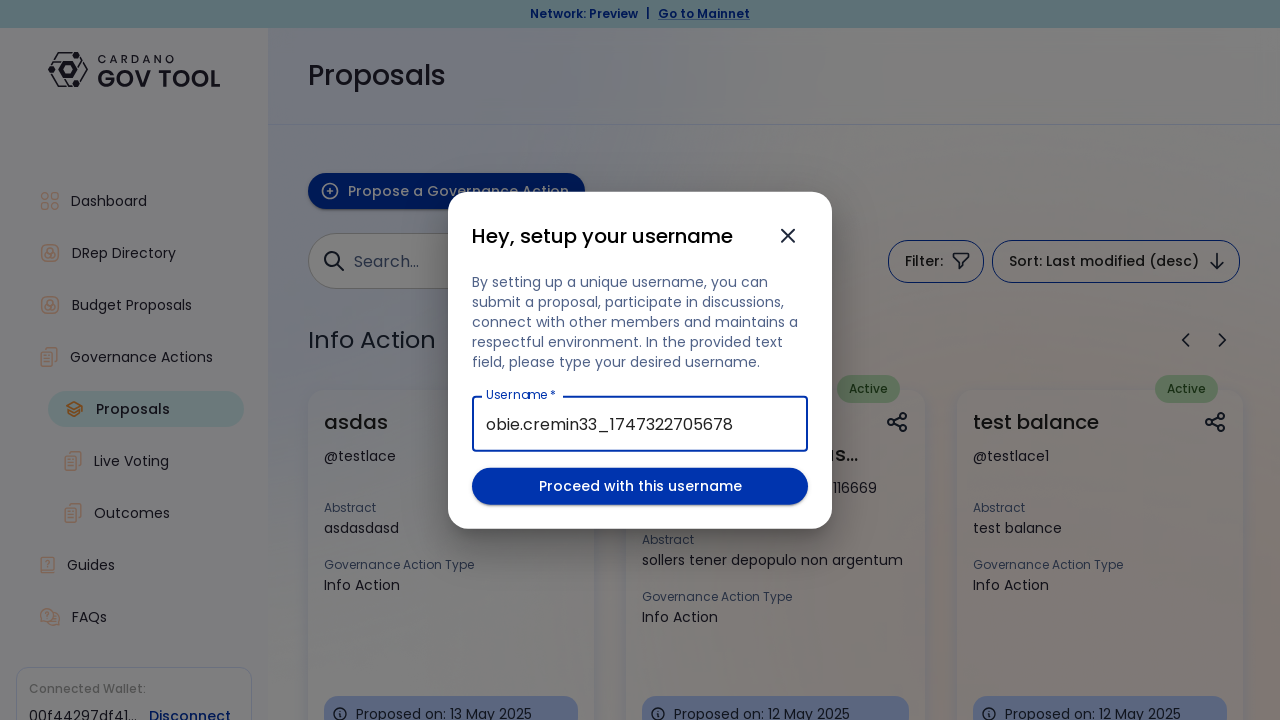 Network: Preview | Go to Mainnet
CARDANO
GOV TOOL
Dashboard
DRep Directory
Budget Proposals
Governance Actions
Proposals
Live Voting
Outcomes
Guides
FAQs
Connected Wallet:
00f44297df41... Disconnect
Proposals
Propose a Governance Action
Search...
Filter:
Sort: Last modified (desc)
Info Action
Hey, setup your username
By setting up a unique username, you can
submit a proposal, participate in discussions,
connect with other members and maintains a
respectful environment. In the provided text
field, please type your desired username.
Username *
obie.cremin33_1747322705678
Proceed with this username
asdas
@testlace
Abstract
asdasdasd
Governance Action Type
Info Action
Proposed on: 13 May 2025
Active
Abstract
sollers tener depopulo non argentum
Governance Action Type
Info Action
Proposed on: 12 May 2025
Active
test balance
@testlace1
Abstract
test balance
Governance Action Type
Info Action
Proposed on: 12 May 2025